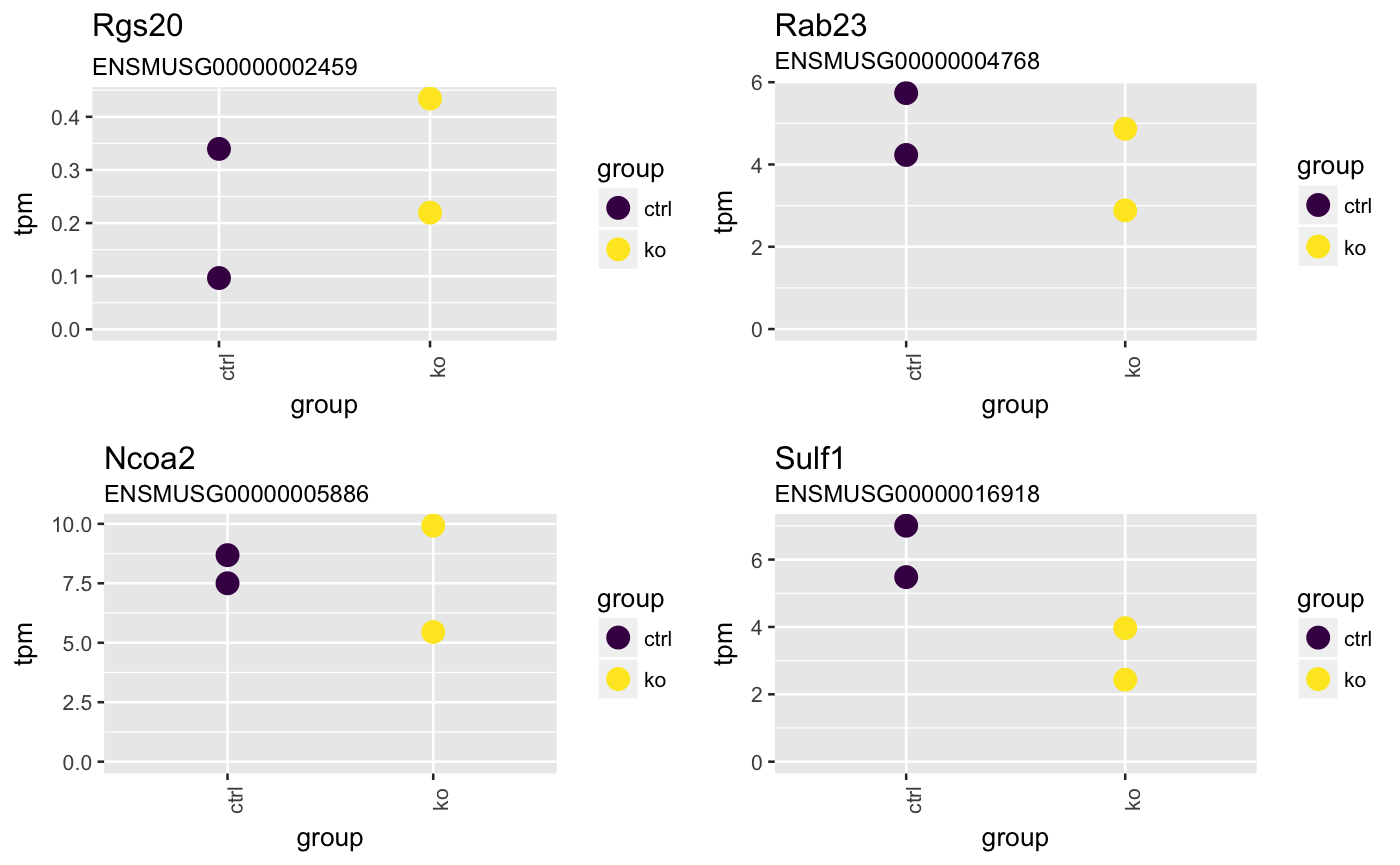 Rgs20
ENSMUSG00000002459
tpm
0.4
0.3
0.2
0.1
0.0
ctrl
ko
group
group
ctrl
ko
Rab23
ENSMUSG00000004768
tpm
6
4
2
0
ctrl
ko
group
group
ctrl
ko
Ncoa2
ENSMUSG00000005886
tpm
10.0
7.5
5.0
2.5
0.0
ctrl
ko
group
group
ctrl
ko
Sulf1
ENSMUSG00000016918
tpm
6
4
2
0
ctrl
ko
group
group
ctrl
ko